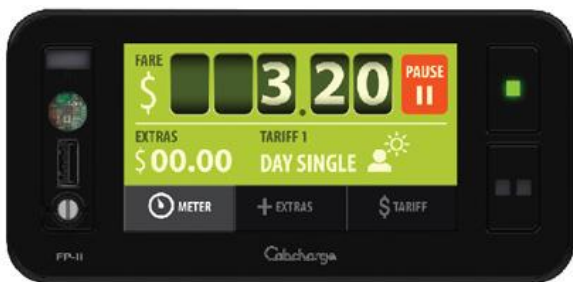 FARE
$ 3.20 PAUSE
EXTRAS TARIFF 1
$00.00 DAY SINGLE
METER +EXTRAS $ TARIFF
FP-II Cabcharge